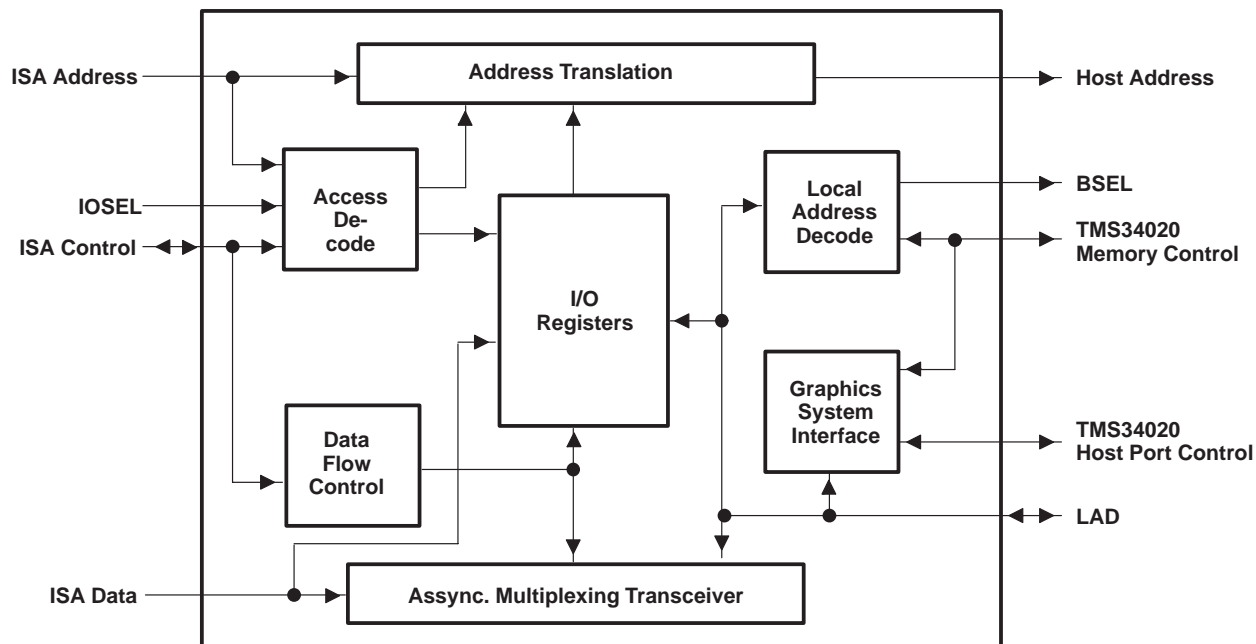 Address Translation
ISA Address
Host Address
Access
De-
code
Local
Address
Decode
BSEL
IOSEL
ISA Control
TMS34020
Memory Control
I/O
Registers
Graphics
System
Interface
Data
Flow
Control
TMS34020
Host Port Control
LAD
ISA Data
Assync. Multiplexing Transceiver